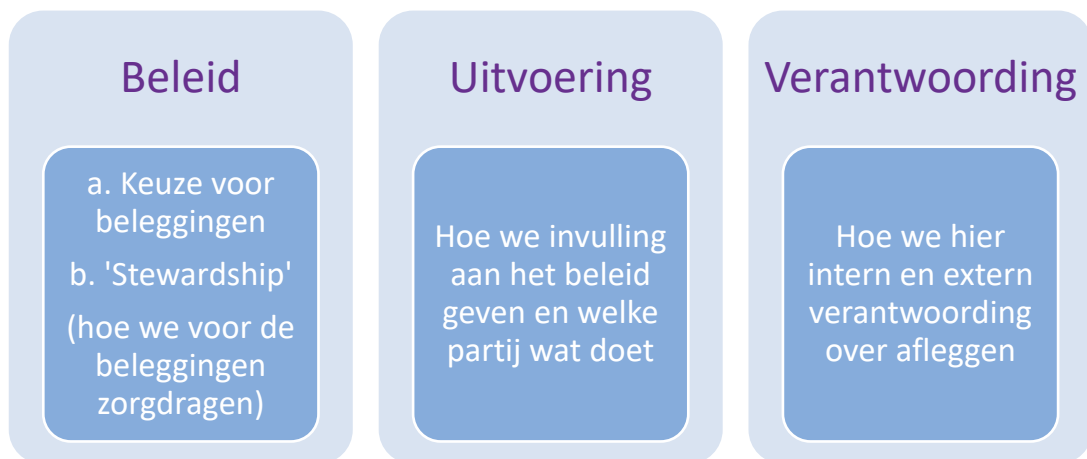 Beleid
a. Keuze voor
beleggingen
b. 'Stewardship'
(hoe we voor de
beleggingen
zorgdragen)
Uitvoering
Hoe we invulling
aan het beleid
geven en welke
partij wat doet
Verantwoording
Hoe we hier
intern en extern
verantwoording
over afleggen